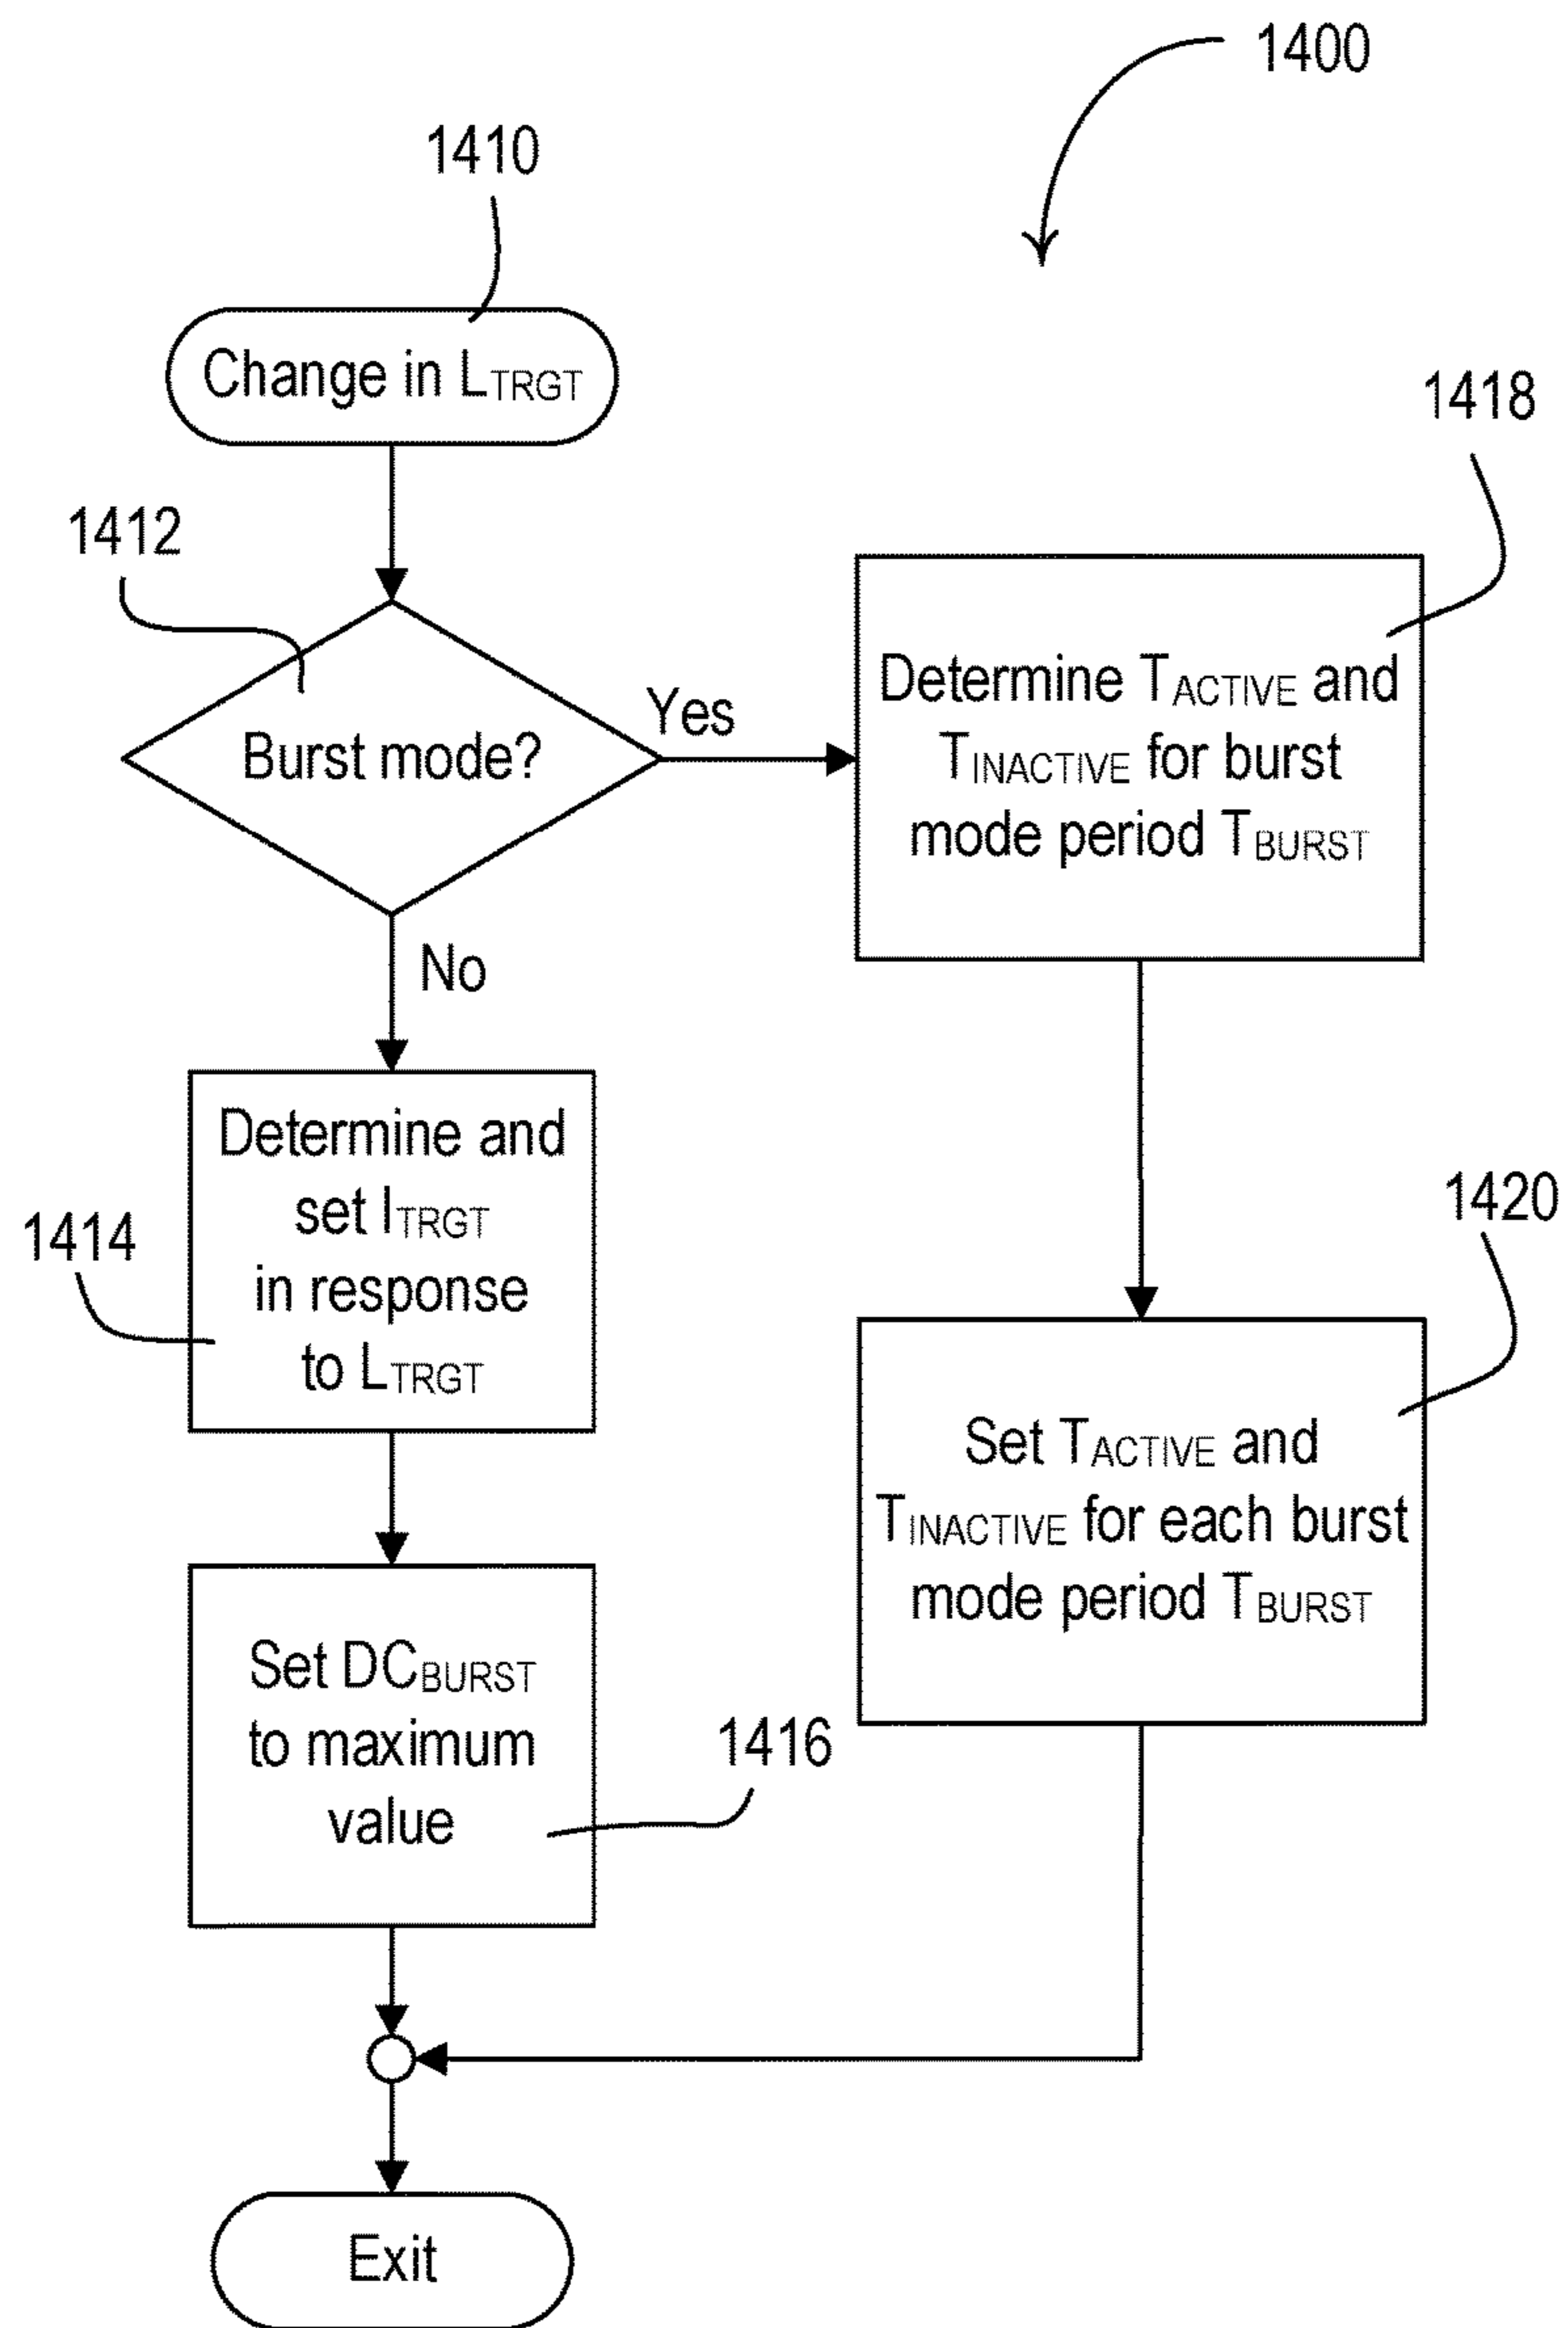 1400
1410
Change in LTRGT
1412
Burst mode?
Yes
No
1418
Determine TACTIVE and
TINACTIVE for burst
mode period TBURST
1414
Determine and
set ITRGT
in response
to LTRGT
1420
Set TACTIVE and
TINACTIVE for each burst
mode period TBURST
Set DCBURST
to maximum
value
1416
Exit